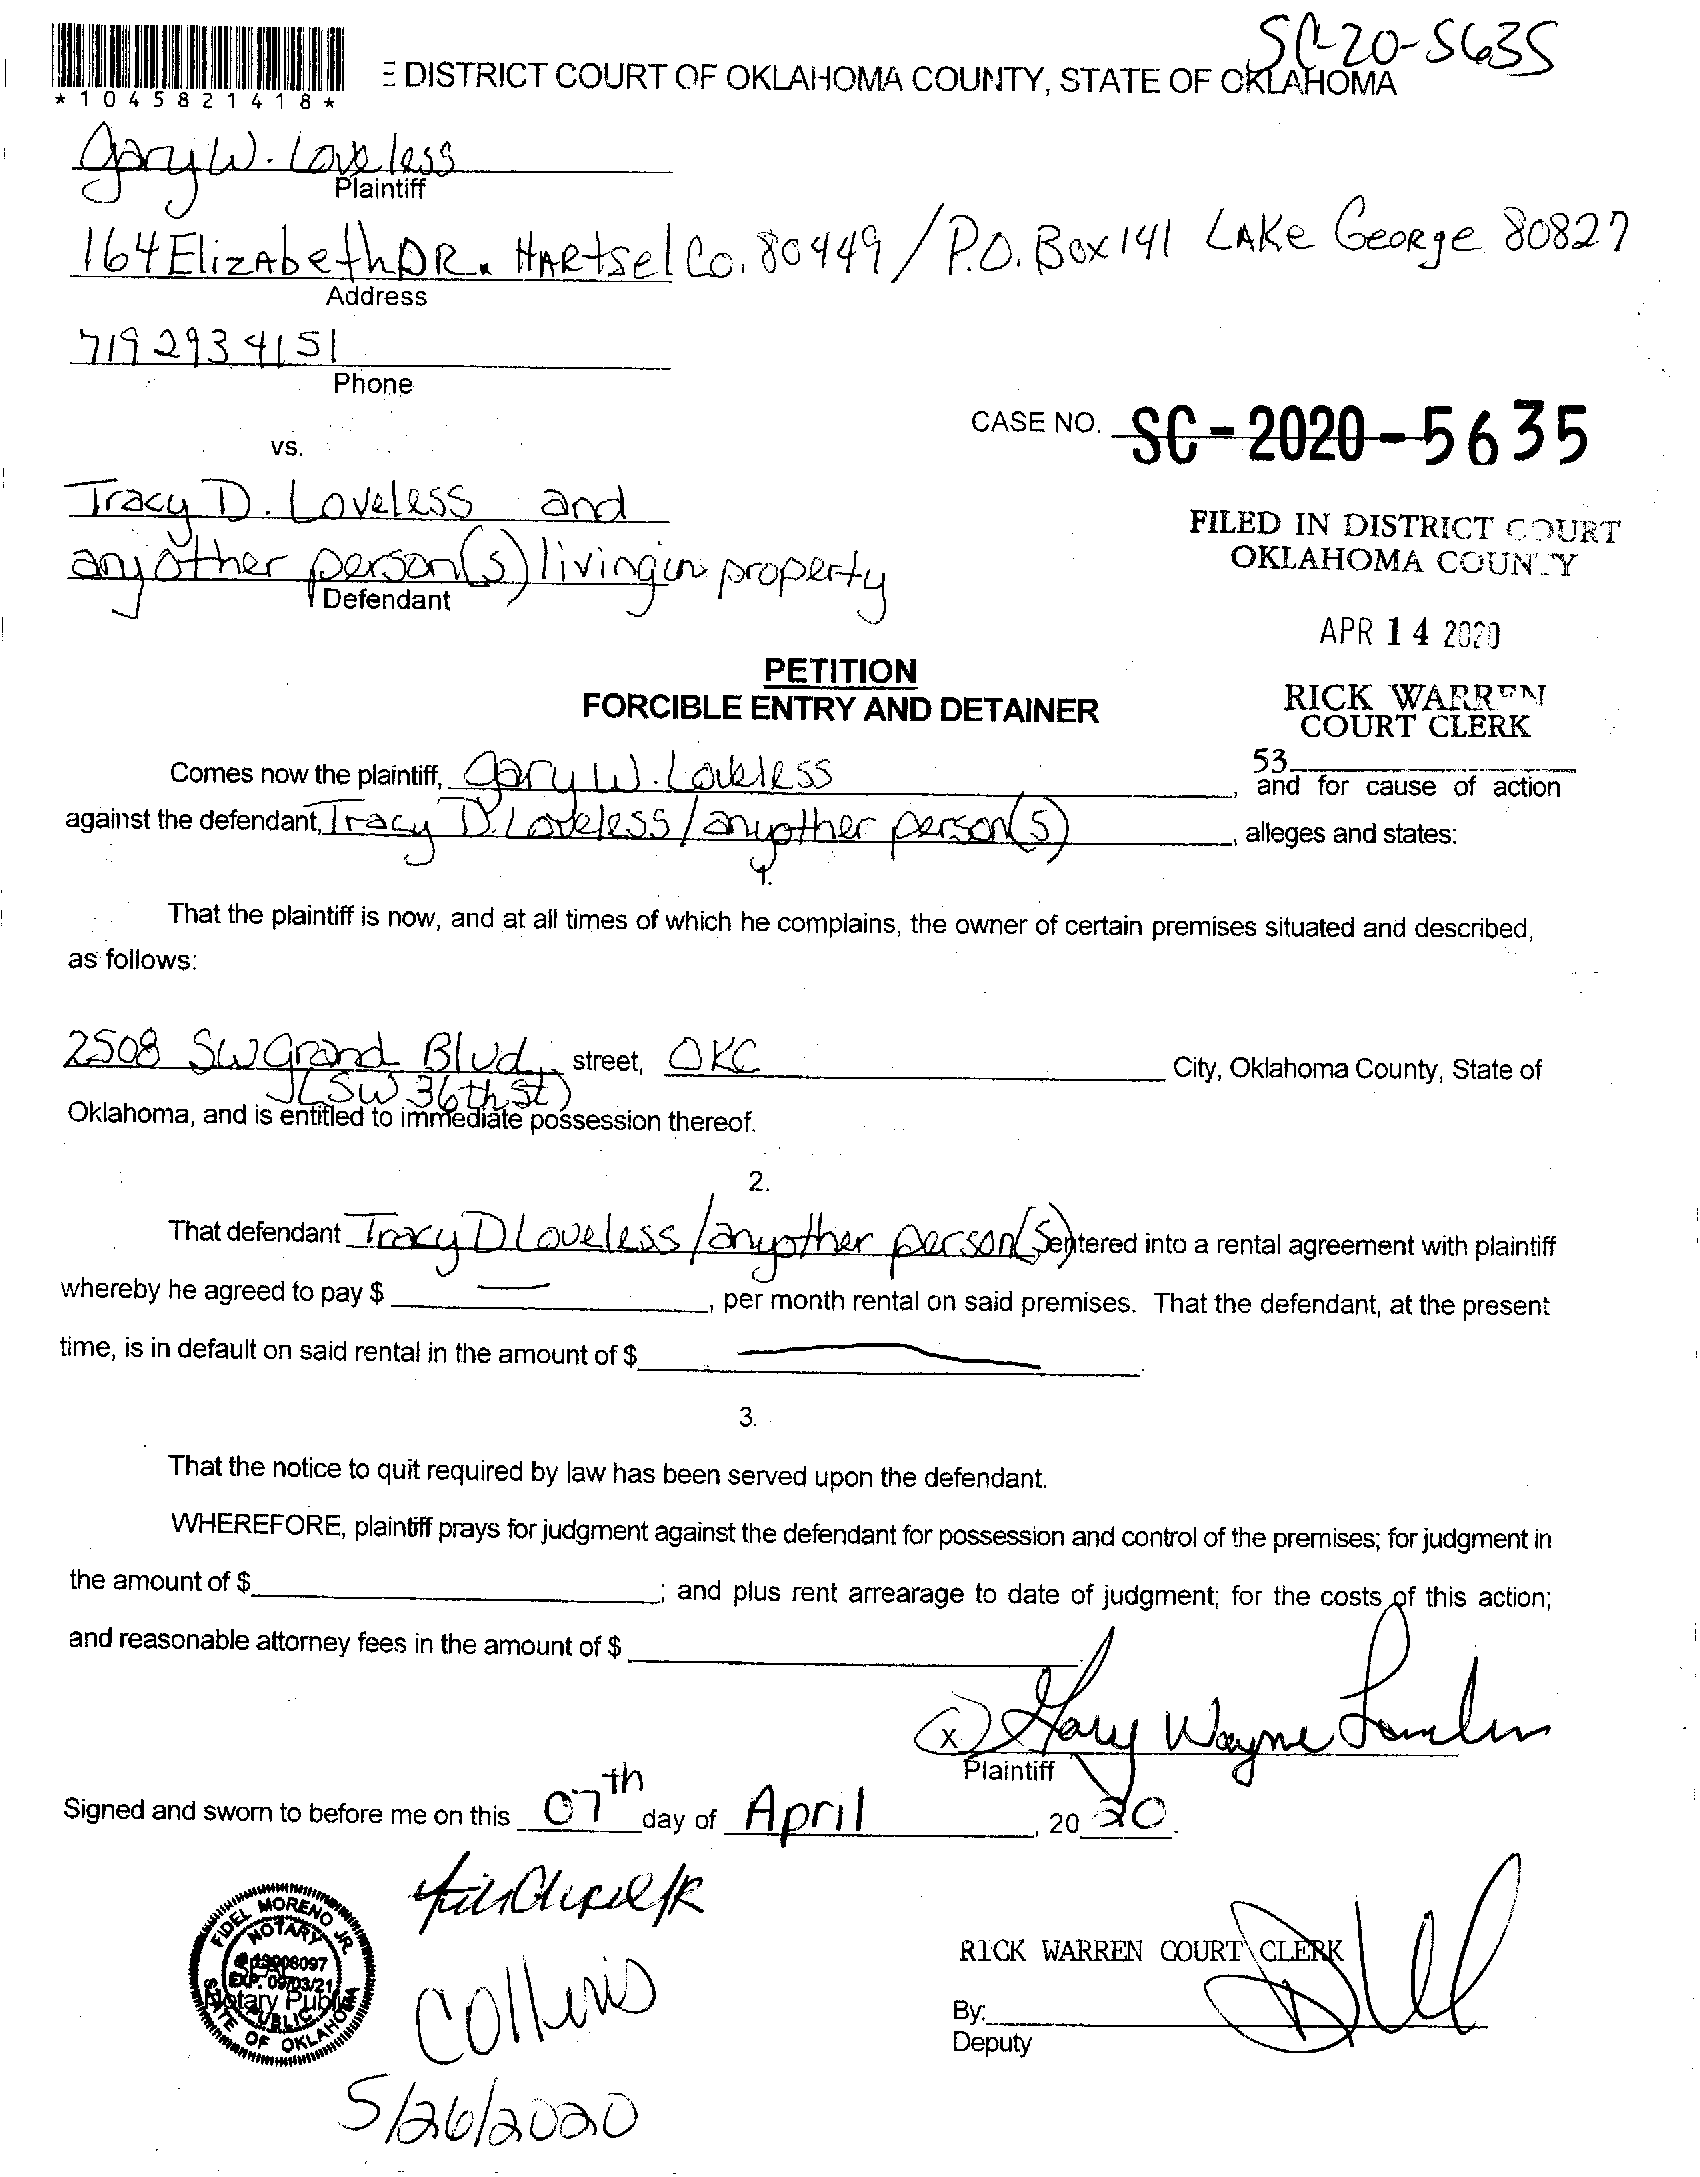 SC-20-5635
*1045821418*
E DISTRICT COURT OF OKLAHOMA COUNTY, STATE OF OKLAHOMA
Gary W. Loveless
Plaintiff
164 Elizabeth DR. HARtsel Co. 80449 / P.O. Box 141 LAKe GeoRge 80827
Address
719 293 4151
Phone
CASE NO. SC-2020-5635
vs.
Tracy D. Loveless and
any other person(s) living in property
Defendant
FILED IN DISTRICT COURT
OKLAHOMA COUNTY
APR 14 2020
RICK WARREN
COURT CLERK
53
PETITION
FORCIBLE ENTRY AND DETAINER
Comes now the plaintiff, Gary W. Loveless, and for cause of action
against the defendant, Tracy D. Loveless / any other person(s), alleges and states:
1.
That the plaintiff is now, and at all times of which he complains, the owner of certain premises situated and described,
as follows:
2508 SW Grand Blvd, street, OKC City, Oklahoma County, State of
(SW 36th St)
Oklahoma, and is entitled to immediate possession thereof.
2.
That defendant Tracy D Loveless / any other person(s) entered into a rental agreement with plaintiff
whereby he agreed to pay $ — , per month rental on said premises. That the defendant, at the present
time, is in default on said rental in the amount of $ — .
3.
That the notice to quit required by law has been served upon the defendant.
WHEREFORE, plaintiff prays for judgment against the defendant for possession and control of the premises; for judgment in
the amount of $ ; and plus rent arrearage to date of judgment; for the costs of this action;
and reasonable attorney fees in the amount of $
(x) Gary Wayne
Plaintiff
Signed and sworn to before me on this 07th day of April, 2020.
FIDEL MORENO JR.
NOTARY
EXP. 09/03/21
Notary Public
PUBLIC
STATE OF OKLAHOMA
Collins
5/26/2020
RICK WARREN COURT CLERK
By:
Deputy